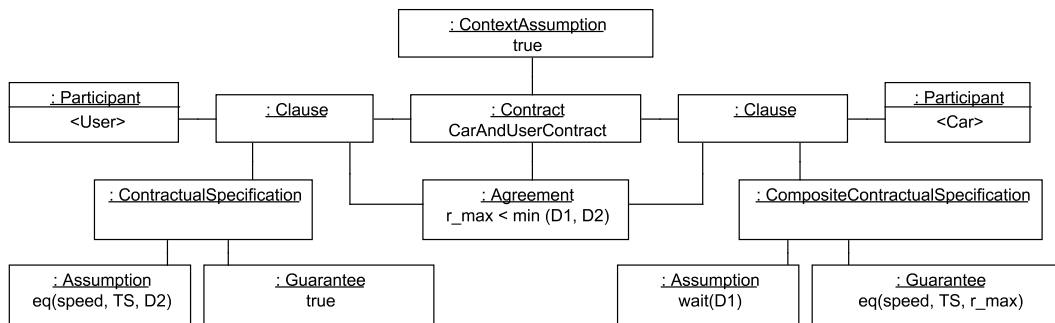 : ContextAssumption
true
: Participant
<User>
: Clause
: Contract
CarAndUserContract
: Clause
: Participant
<Car>
: ContractualSpecification
: Agreement
r_max < min (D1, D2)
: CompositeContractualSpecification
: Assumption
eq(speed, TS, D2)
: Guarantee
true
: Assumption
wait(D1)
: Guarantee
eq(speed, TS, r_max)